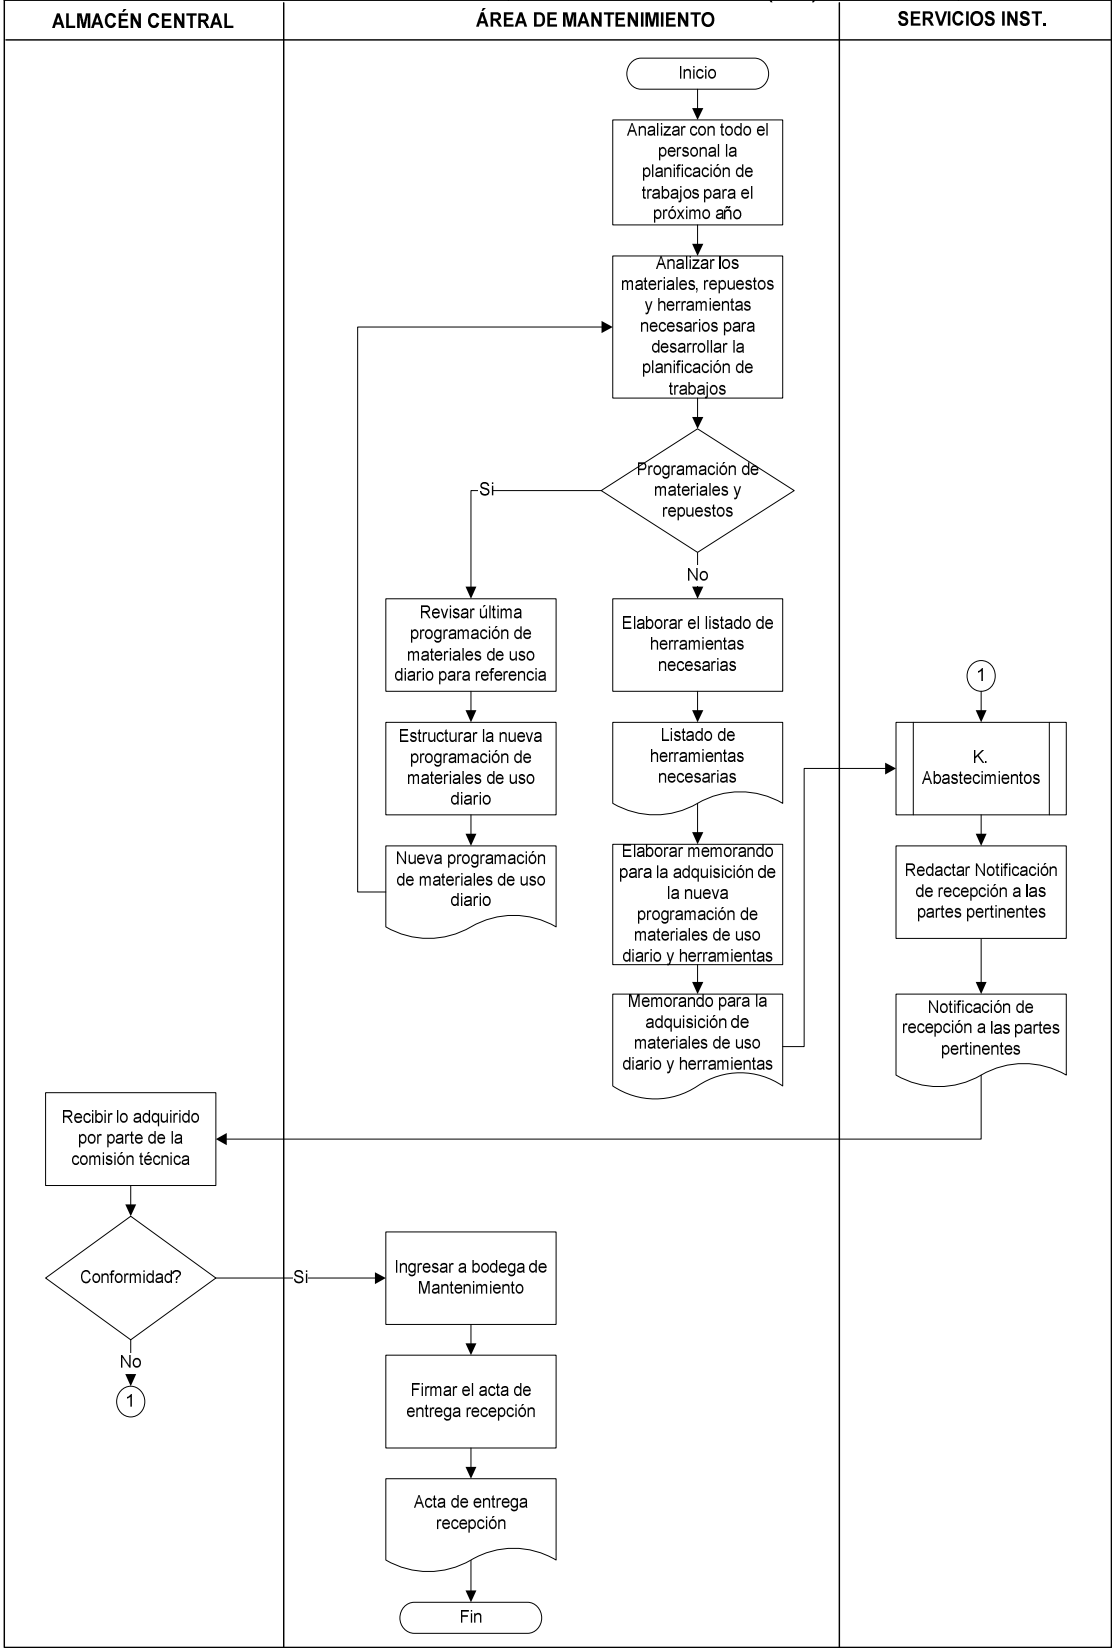 ALMACÉN CENTRAL
ÁREA DE MANTENIMIENTO
SERVICIOS INST.
Inicio
Analizar con todo el
personal la
planificación de
trabajos para el
próximo año
Analizar los
materiales, repuestos
y herramientas
necesarios para
desarrollar la
planificación de
trabajos
Programación de
materiales y
repuestos
Si
No
Revisar última
programación de
materiales de uso
diario para referencia
Elaborar el listado de
herramientas
necesarias
1
Estructurar la nueva
programación de
materiales de uso
diario
Listado de
herramientas
necesarias
K.
Abastecimientos
Nueva programación
de materiales de uso
diario
Elaborar memorando
para la adquisición de
la nueva
programación de
materiales de uso
diario y herramientas
Redactar Notificación
de recepción a las
partes pertinentes
Memorando para la
adquisición de
materiales de uso
diario y herramientas
Notificación de
recepción a las partes
pertinentes
Recibir lo adquirido
por parte de la
comisión técnica
Conformidad?
Si
Ingresar a bodega de
Mantenimiento
No
1
Firmar el acta de
entrega recepción
Acta de entrega
recepción
Fin